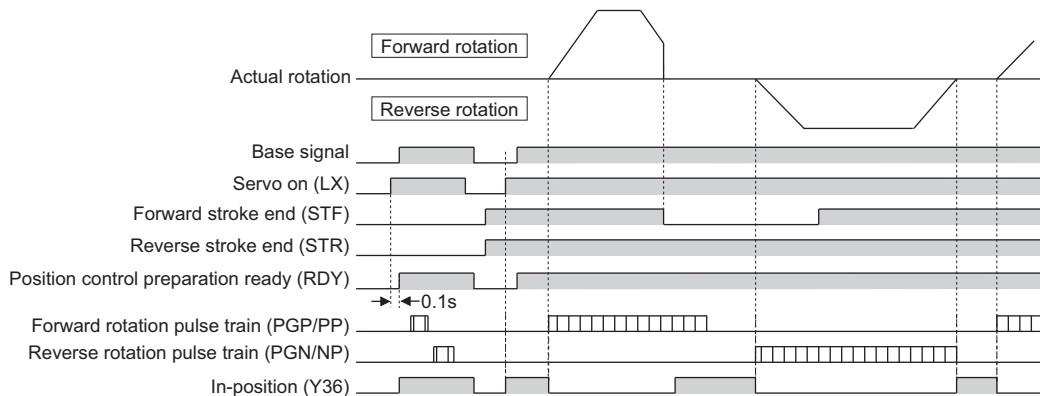 Forward rotation
Actual rotation
Reverse rotation
Base signal
Servo on (LX)
Forward stroke end (STF)
Reverse stroke end (STR)
Position control preparation ready (RDY)
0.1s
Forward rotation pulse train (PGP/PP)
Reverse rotation pulse train (PGN/NP)
In-position (Y36)